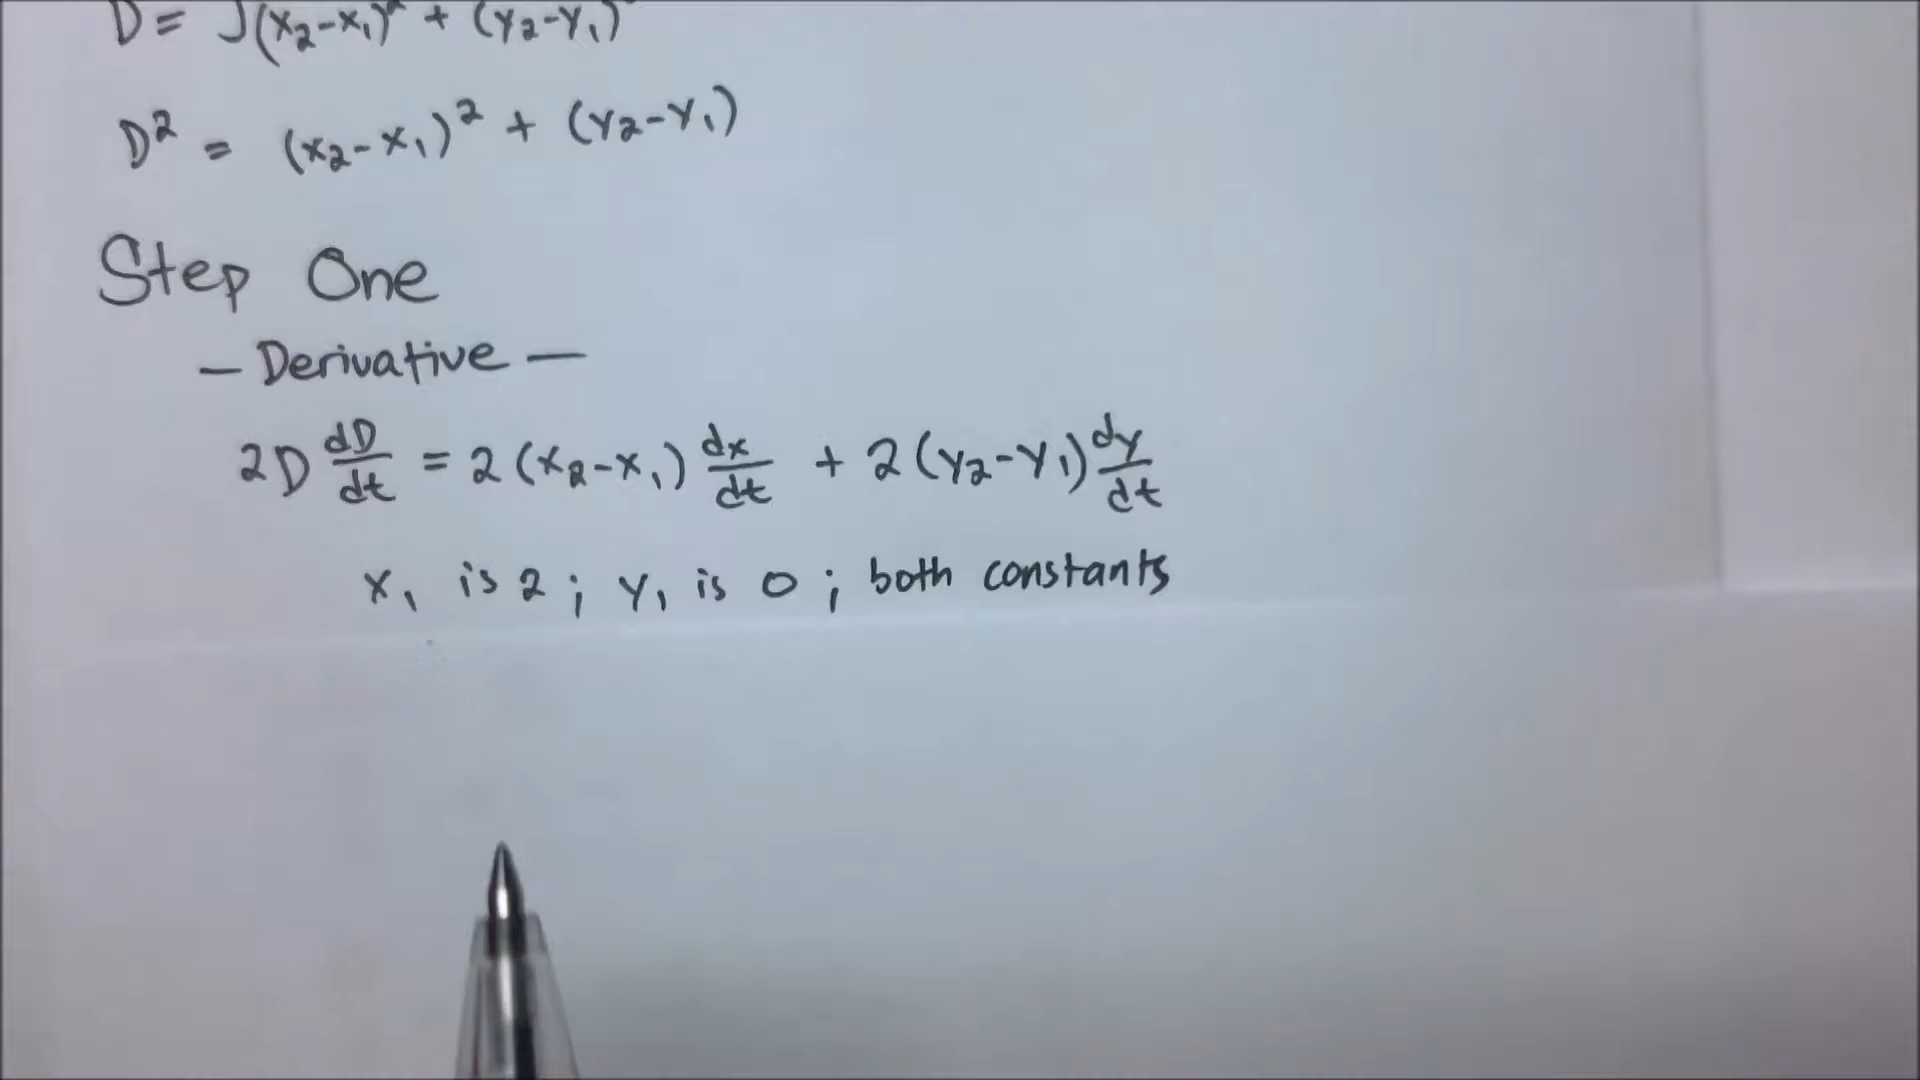 D = √(x₂-x₁)² + (y₂-y₁)
D² = (x₂-x₁)² + (y₂-y₁)
Step One
— Derivative —
2D dD/dt = 2(x₂-x₁) dx/dt + 2(y₂-y₁) dy/dt
x₁ is 2 ; y₁ is 0 ; both constants